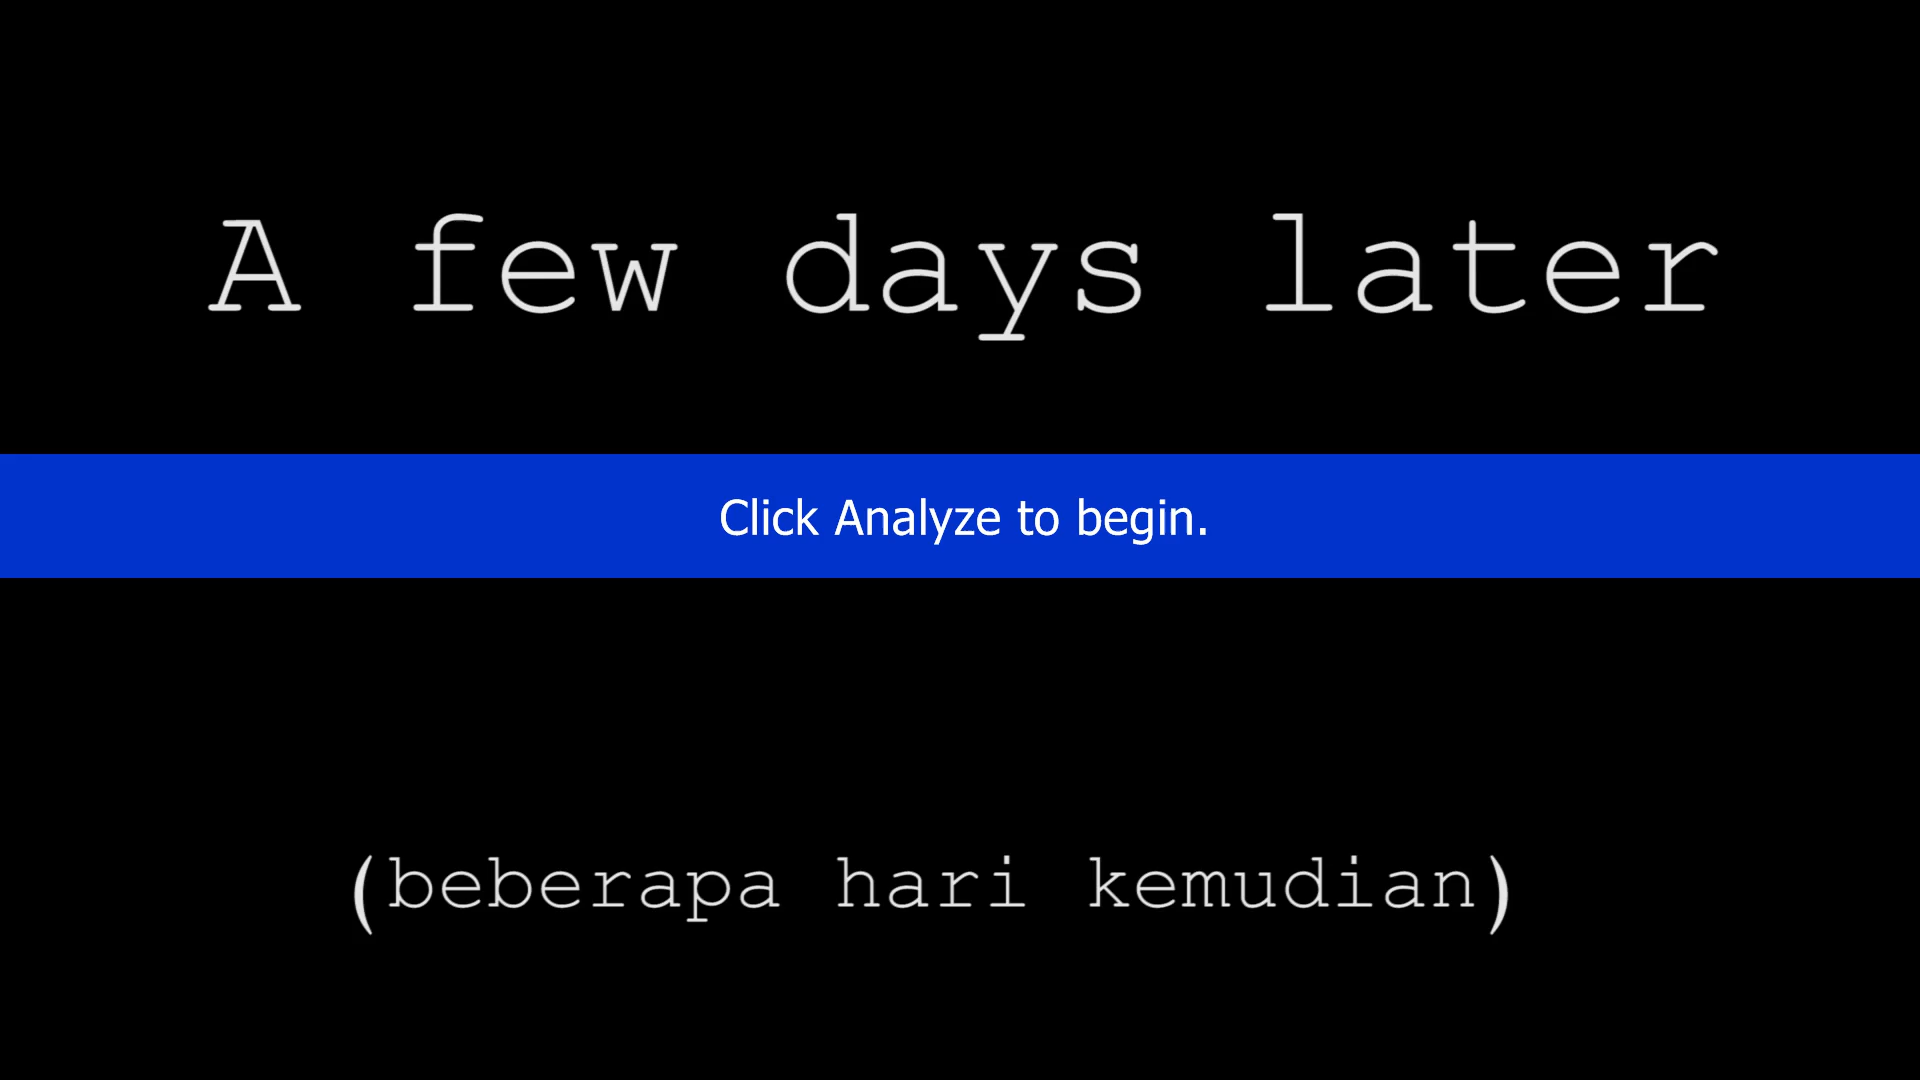 A few days later
Click Analyze to begin.
(beberapa hari kemudian)